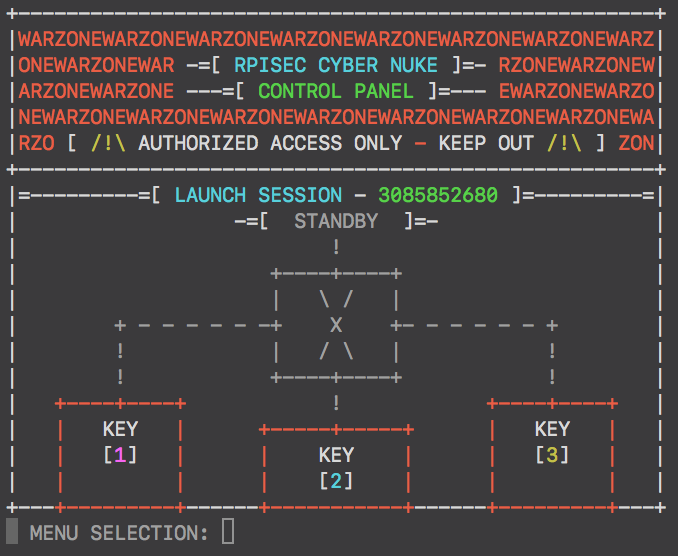 WARZONEWARZONEWARZONEWARZONEWARZONEWARZONEWARZONEWARZ
ONEWARZONEWAR -=[ RPISEC CYBER NUKE ]=- RZONEWARZONEW
ARZONEWARZONE ---=[ CONTROL PANEL ]=--- EWARZONEWARZO
NEWARZONEWARZONEWARZONEWARZONEWARZONEWARZONEWARZONEWA
RZO [ /!\ AUTHORIZED ACCESS ONLY - KEEP OUT /!\ ] ZON
=---------=[ LAUNCH SESSION - 3085852680 ]=---------=
-=[ STANDBY ]=-
!
\ /
X
! / \ !
! !
!
KEY KEY
[1] KEY [3]
[2]
MENU SELECTION: